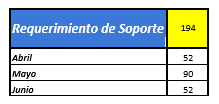 Requerimiento de Soporte 194
Abril 52
Mayo 90
Junio 52